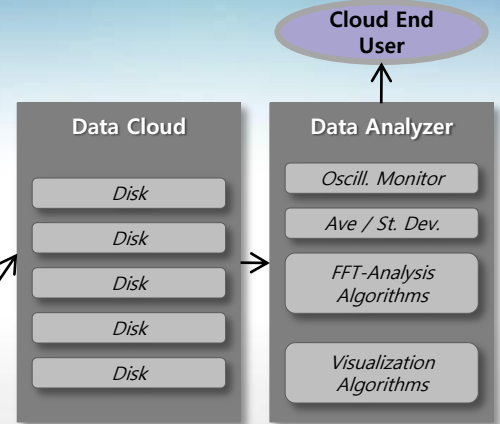 Cloud End
User
Data Cloud
Disk
Disk
Disk
Disk
Disk
Data Analyzer
Oscill. Monitor
Ave / St. Dev.
FFT-Analysis
Algorithms
Visualization
Algorithms